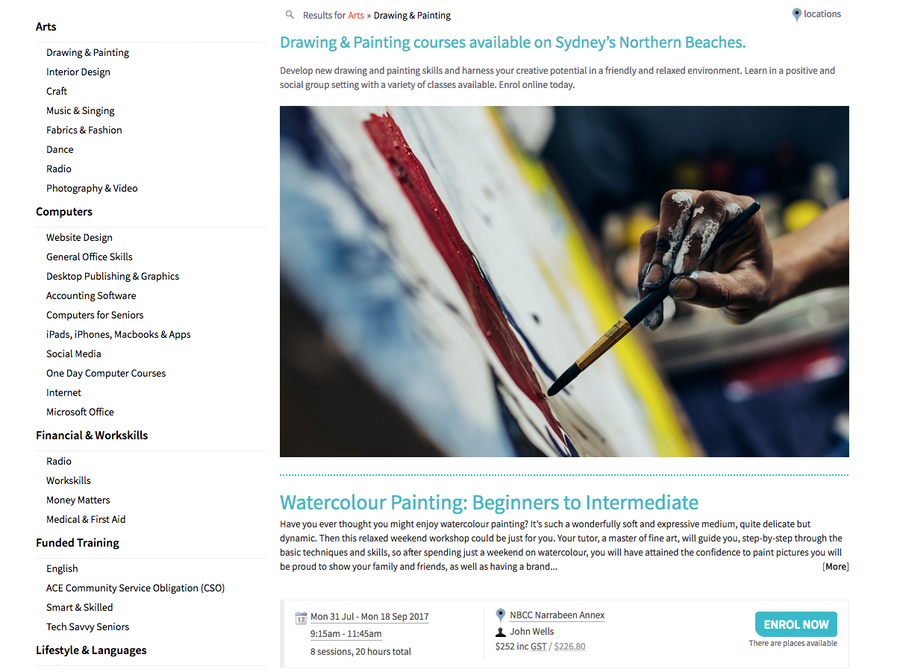 Arts
Drawing & Painting
Interior Design
Craft
Music & Singing
Fabrics & Fashion
Dance
Radio
Photography & Video
Computers
Website Design
General Office Skills
Desktop Publishing & Graphics
Accounting Software
Computers for Seniors
iPads, iPhones, Macbooks & Apps
Social Media
One Day Computer Courses
Internet
Microsoft Office
Financial & Workskills
Radio
Workskills
Money Matters
Medical & First Aid
Funded Training
English
ACE Community Service Obligation (CSO)
Smart & Skilled
Tech Savvy Seniors
Lifestyle & Languages
Results for Arts » Drawing & Painting
locations
Drawing & Painting courses available on Sydney's Northern Beaches.
Develop new drawing and painting skills and harness your creative potential in a friendly and relaxed environment. Learn in a positive and
social group setting with a variety of classes available. Enrol online today.
Watercolour Painting: Beginners to Intermediate
Have you ever thought you might enjoy watercolour painting? It's such a wonderfully soft and expressive medium, quite delicate but
dynamic. Then this relaxed weekend workshop could be just for you. Your tutor, a master of fine art, will guide you, step-by-step through the
basic techniques and skills, so after spending just a weekend on watercolour, you will have attained the confidence to paint pictures you will
be proud to show your family and friends, as well as having a brand... [More]
17
Mon 31 Jul - Mon 18 Sep 2017
9:15am - 11:45am
8 sessions, 20 hours total
NBCC Narrabeen Annex
John Wells
$252 inc GST / $226.80
ENROL NOW
There are places available